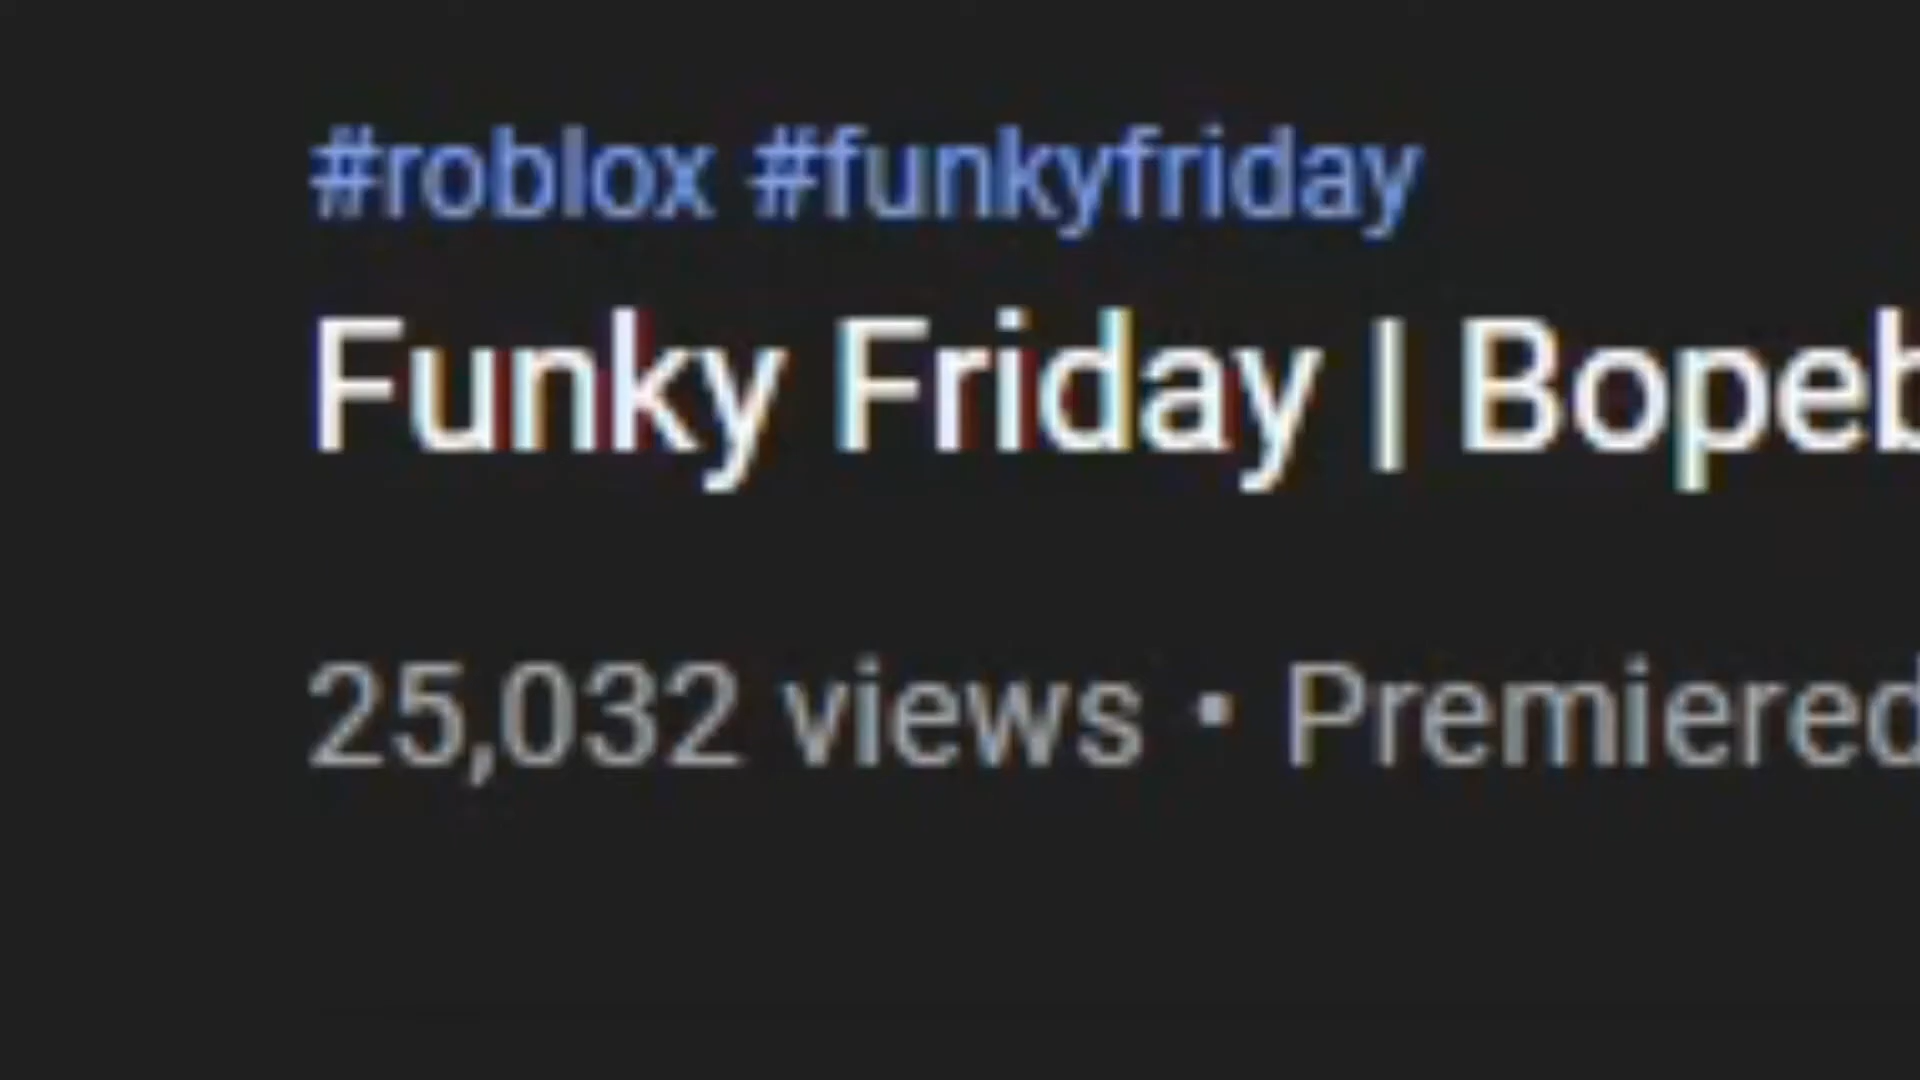 #roblox #funkyfriday
Funky Friday | Bopeb
25,032 views • Premiered